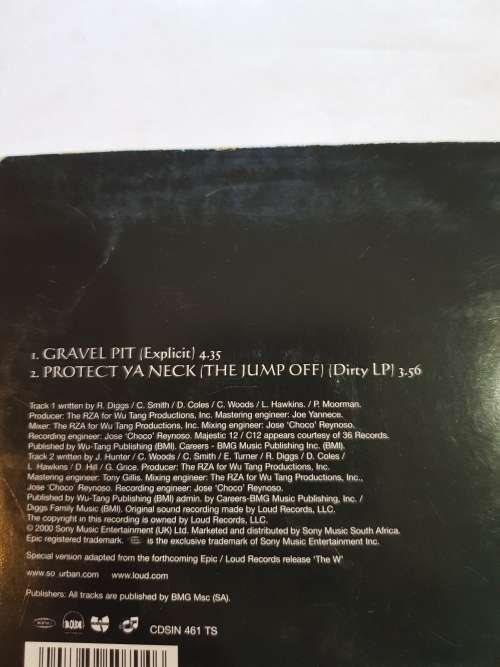 1. GRAVEL PIT (Explicit) 4.35
2. PROTECT YA NECK (THE JUMP OFF) (Dirty LP) 3.56
Track 1 written by R. Diggs / C. Smith / D. Coles / C. Woods / L. Hawkins. / P. Moorman.
Producer: The RZA for Wu Tang Productions, Inc. Mastering engineer: Joe Yannece.
Mixer: The RZA for Wu Tang Productions, Inc. Mixing engineer: Jose 'Choco' Reynoso.
Recording engineer: Jose 'Choco' Reynoso. Majestic 12 / C12 appears courtesy of 36 Records.
Published by Wu-Tang Publishing (BMI). Careers - BMG Music Publishing Inc. (BMI).
Track 2 written by J. Hunter / C. Woods / C. Smith / E. Turner / R. Diggs / D. Coles /
L. Hawkins / D. Hill / G. Grice. Producer: The RZA for Wu Tang Productions, Inc.
Mastering engineer: Tony Gillis. Mixing engineer: The RZA for Wu Tang Productions, Inc.,
Jose 'Choco' Reynoso. Recording engineer: Jose 'Choco' Reynoso.
Published by Wu-Tang Publishing (BMI) admin. by Careers-BMG Music Publishing, Inc. /
Diggs Family Music (BMI). Original sound recording made by Loud Records, LLC.
The copyright in this recording is owned by Loud Records, LLC.
© 2000 Sony Music Entertainment (UK) Ltd. Marketed and distributed by Sony Music South Africa.
Epic registered trademark. is the exclusive trademark of Sony Music Entertainment Inc.
Special version adapted from the forthcoming Epic / Loud Records release 'The W'
www.so urban.com www.loud.com
Publishers: All tracks are published by BMG Msc (SA).
epic LOUD CDSIN 461 TS